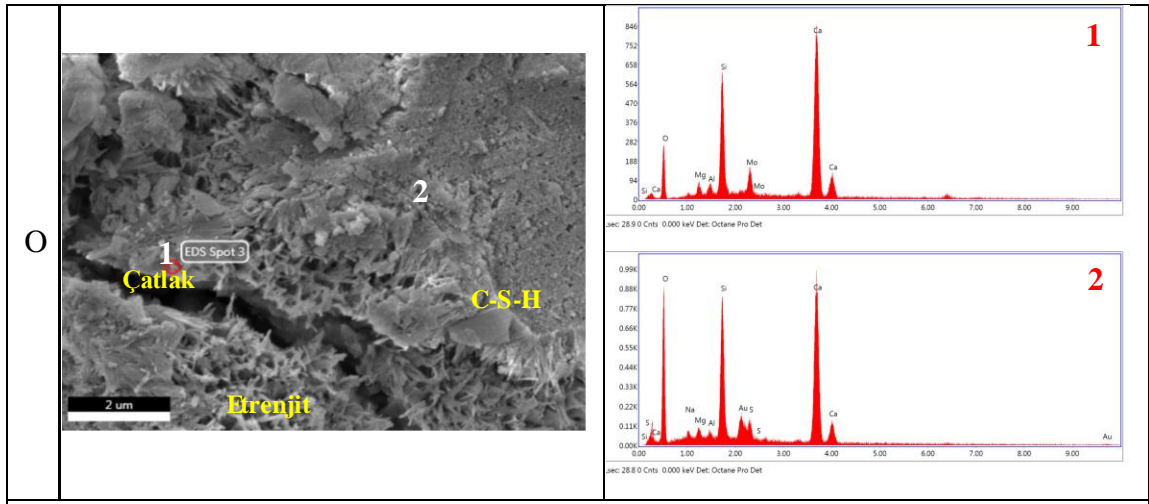 O
2
1
EDS Spot 3
Çatlak
C-S-H
Etrenjit
2 um
1
846
752
658
564
470
376
282
188
94
0
Si
Ca
O
Mg
Al
Si
Mo
Mo
Ca
Ca
0.00 1.00 2.00 3.00 4.00 5.00 6.00 7.00 8.00 9.00
.sec: 28.9 0 Cnts 0.000 keV Det: Octane Pro Det
2
0.99K
0.88K
0.77K
0.66K
0.55K
0.44K
0.33K
0.22K
0.11K
0.00K
S
Si
Ca
O
Na
Mg
Al
Si
Au
S
S
Ca
Ca
Au
0.00 1.00 2.00 3.00 4.00 5.00 6.00 7.00 8.00 9.00
.sec: 28.8 0 Cnts 0.000 keV Det: Octane Pro Det